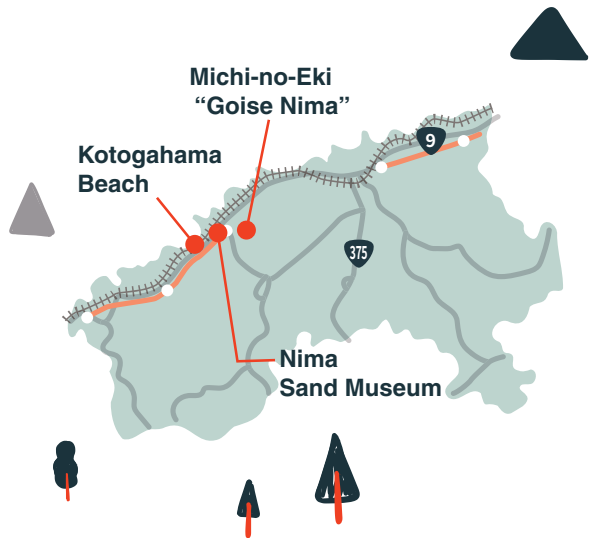 Michi-no-Eki
“Goise Nima”
9
Kotogahama
Beach
375
Nima
Sand Museum